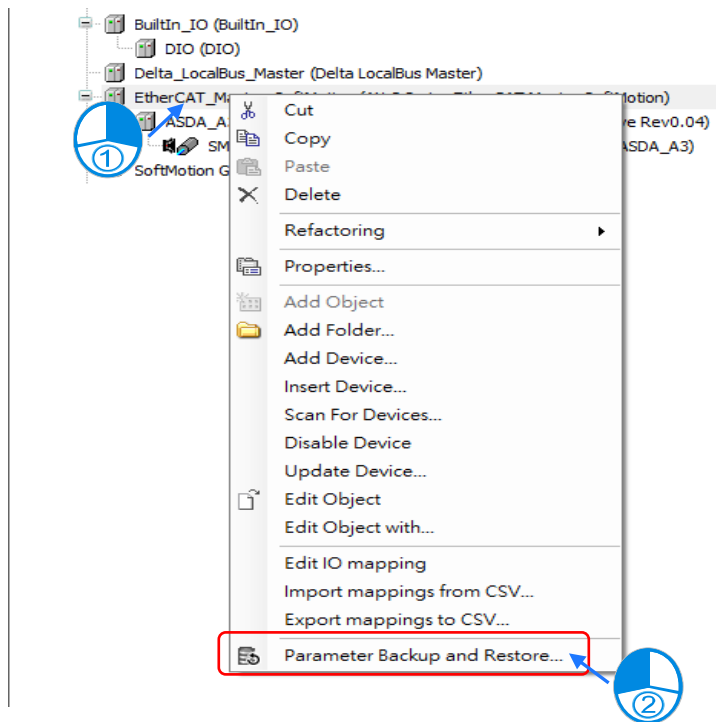 BuiltIn_IO (BuiltIn_IO)
DIO (DIO)
Delta_LocalBus_Master (Delta LocalBus Master)
EtherCAT_
ASDA_A ve Rev0.04)
SM ASDA_A3)
SoftMotion G
①
Cut
Copy
Paste
Delete
Refactoring
Properties...
Add Object
Add Folder...
Add Device...
Insert Device...
Scan For Devices...
Disable Device
Update Device...
Edit Object
Edit Object with...
Edit IO mapping
Import mappings from CSV...
Export mappings to CSV...
Parameter Backup and Restore...
②